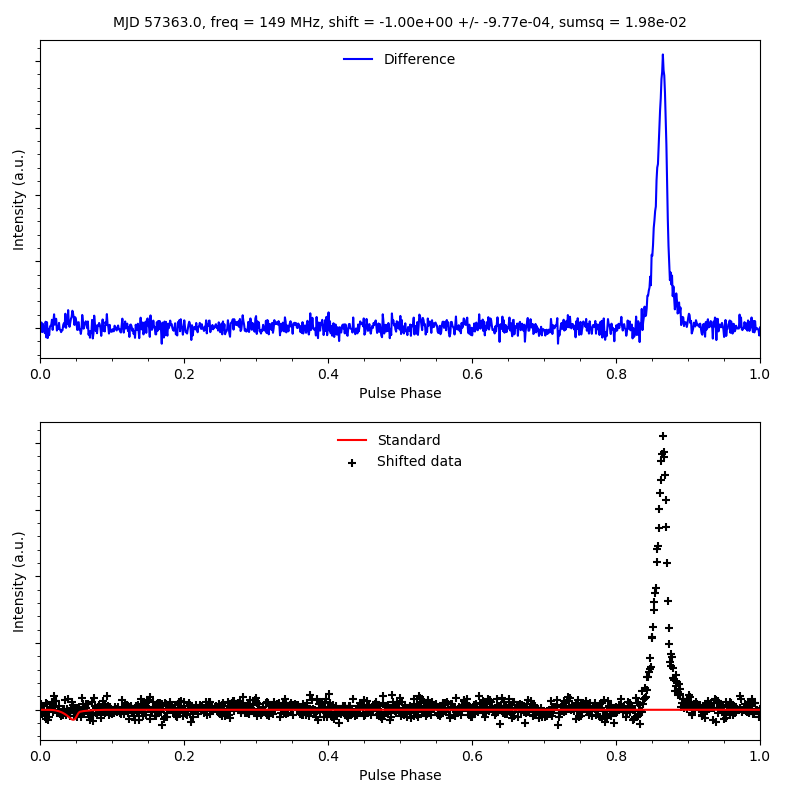 MJD 57363.0, freq = 149 MHz, shift = -1.00e+00 +/- -9.77e-04, sumsq = 1.98e-02
Difference
Intensity (a.u.)
0.0 0.2 0.4 0.6 0.8 1.0
Pulse Phase
Standard
Shifted data
Intensity (a.u.)
0.0 0.2 0.4 0.6 0.8 1.0
Pulse Phase